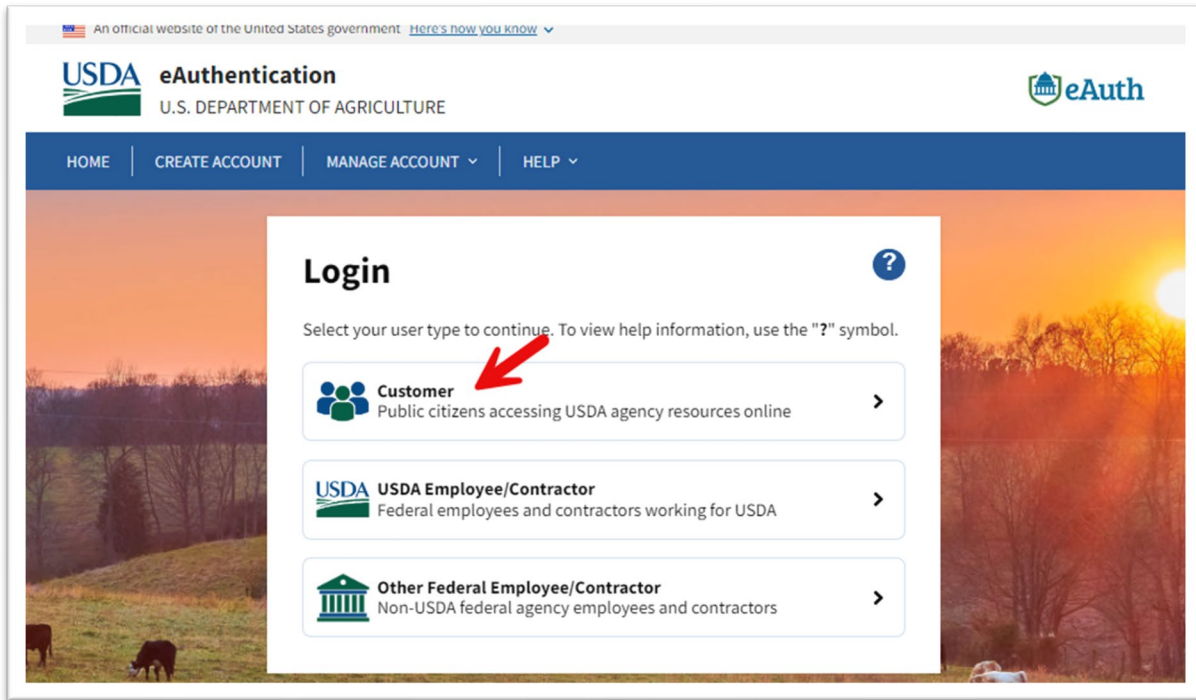 An official website of the United States government Here's how you know
USDA eAuthentication
U.S. DEPARTMENT OF AGRICULTURE
eAuth
HOME CREATE ACCOUNT MANAGE ACCOUNT HELP
Login
?
Select your user type to continue. To view help information, use the "?" symbol.
Customer
Public citizens accessing USDA agency resources online
USDA USDA Employee/Contractor
Federal employees and contractors working for USDA
Other Federal Employee/Contractor
Non-USDA federal agency employees and contractors